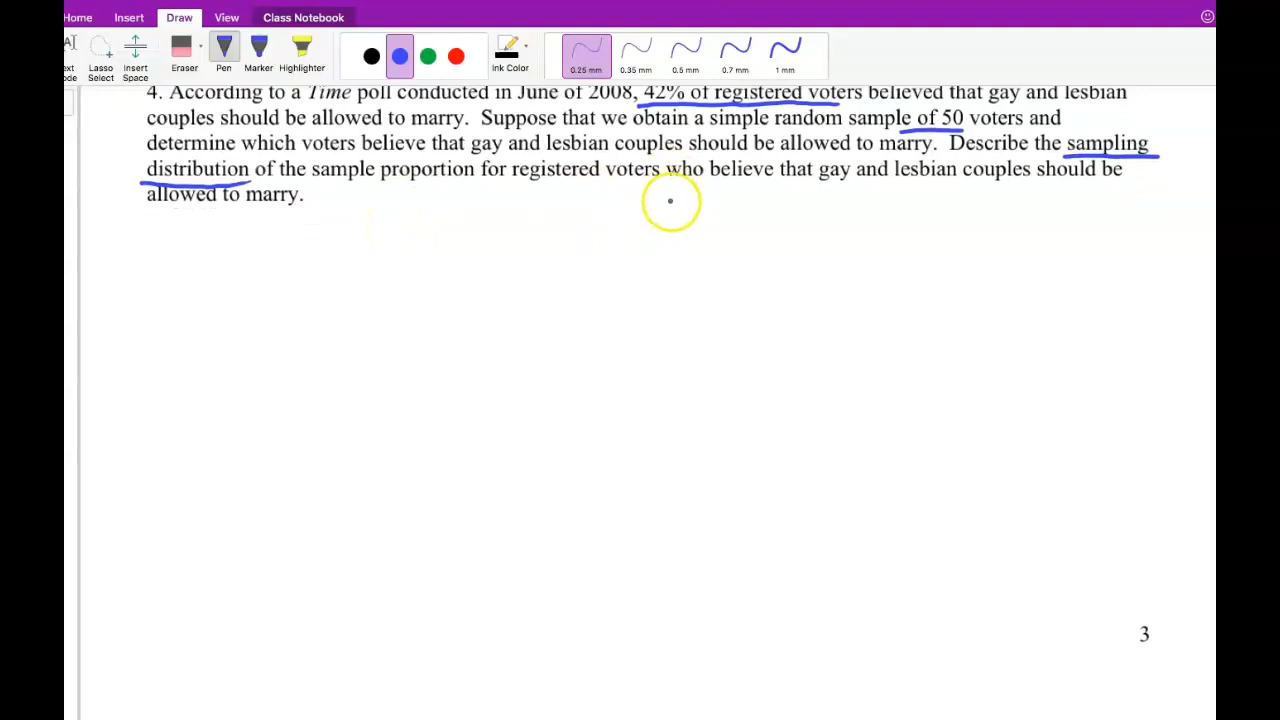 Home Insert Draw View Class Notebook
Lasso Select Insert Space Eraser Pen Marker Highlighter Ink Color 0.25 mm 0.35 mm 0.5 mm 0.7 mm 1 mm
4. According to a Time poll conducted in June of 2008, 42% of registered voters believed that gay and lesbian
couples should be allowed to marry. Suppose that we obtain a simple random sample of 50 voters and
determine which voters believe that gay and lesbian couples should be allowed to marry. Describe the sampling
distribution of the sample proportion for registered voters who believe that gay and lesbian couples should be
allowed to marry.
3